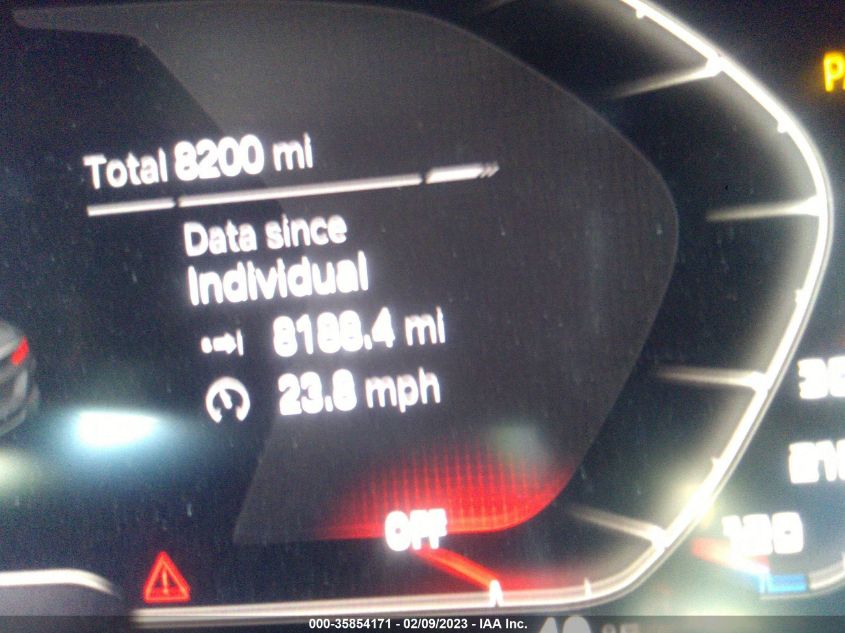 Total 8200 mi
Data since
Individual
8188.4 mi
23.8 mph
OFF
000-35854171 - 02/09/2023 - IAA Inc.